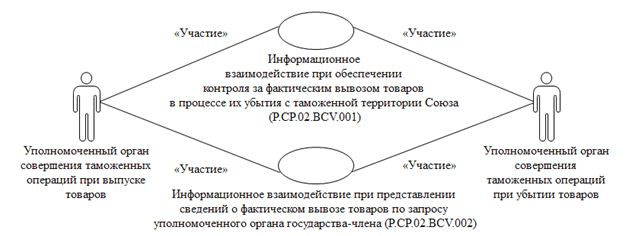 «Участие»
«Участие»
Информационное
взаимодействие при обеспечении
контроля за фактическим вывозом товаров
в процессе их убытия с таможенной территории Союза
(P.CP.02.BCV.001)
Уполномоченный орган
совершения таможенных
операций при выпуске
товаров
Уполномоченный орган
совершения
таможенных операций
при убытии товаров
«Участие»
«Участие»
Информационное взаимодействие при представлении
сведений о фактическом вывозе товаров по запросу
уполномоченного органа государства-члена (P.CP.02.BCV.002)